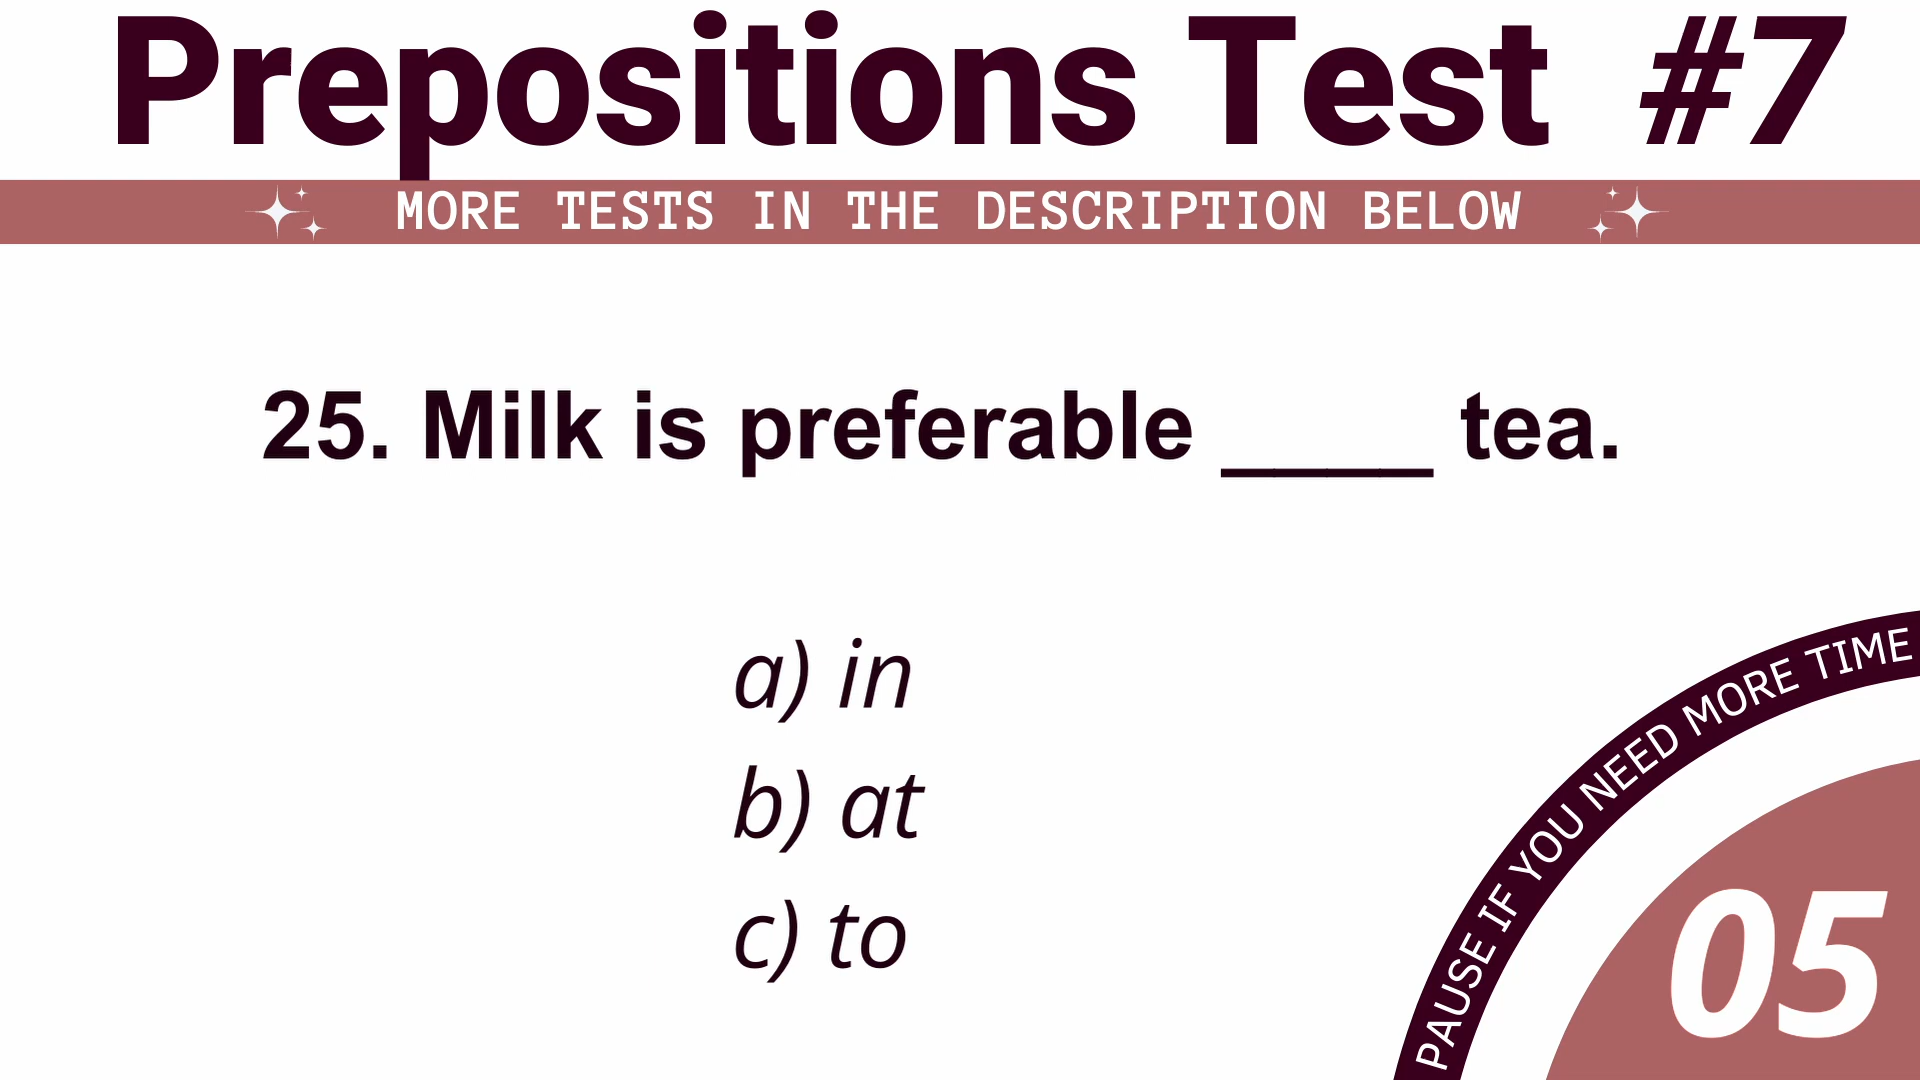 Prepositions Test #7
MORE TESTS IN THE DESCRIPTION BELOW
25. Milk is preferable ____ tea.
a) in
b) at
c) to
PAUSE IF YOU NEED MORE TIME
05